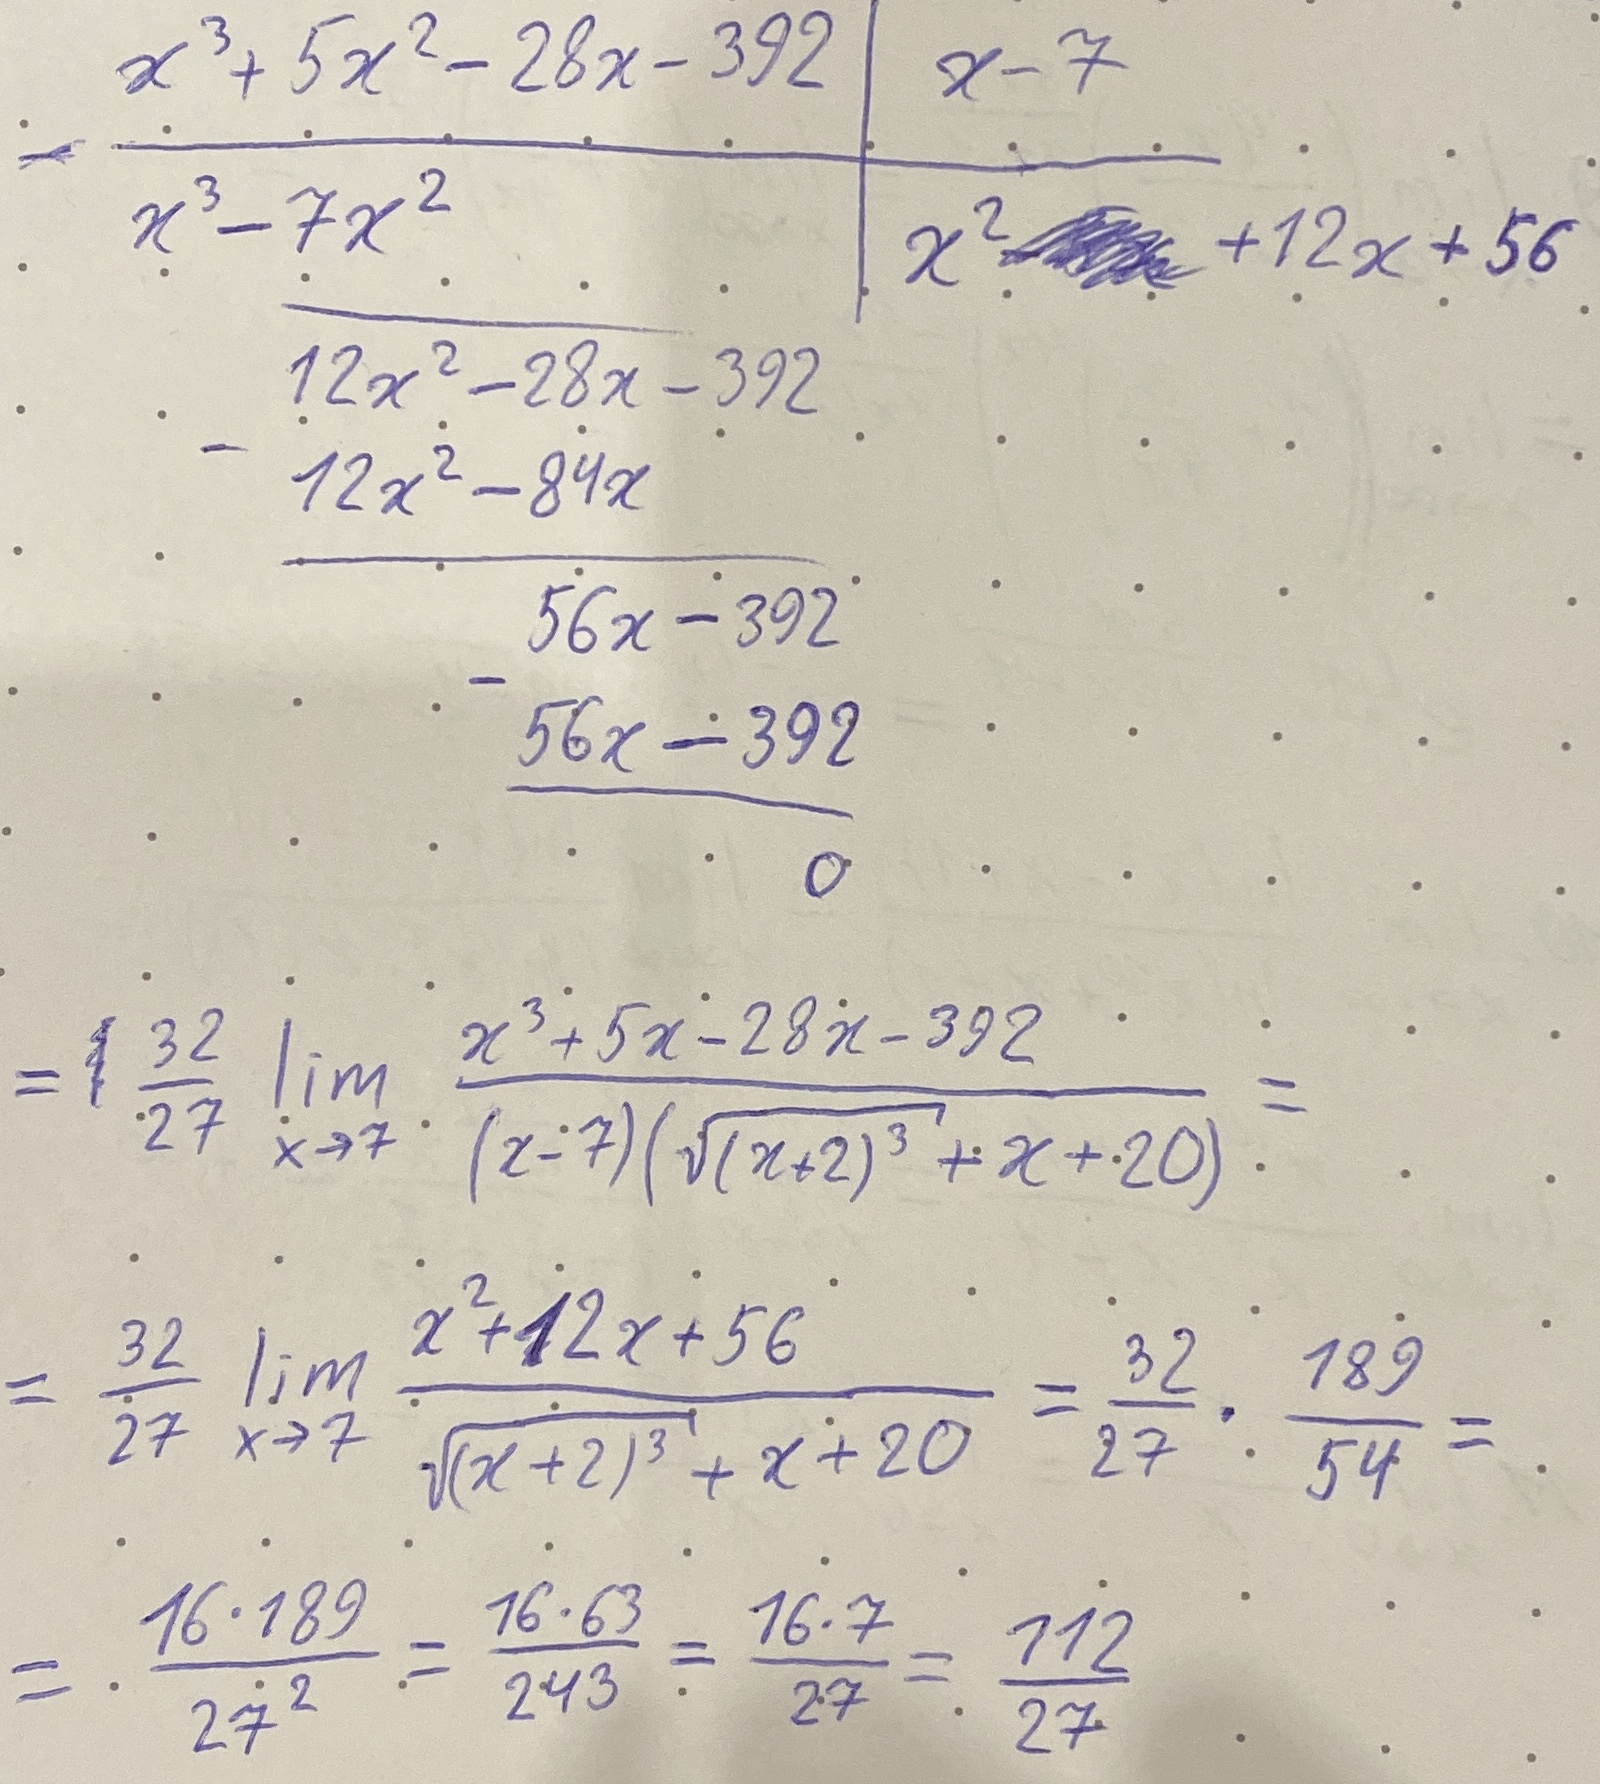 x³ + 5x² - 28x - 392 | x - 7
-
x³ - 7x² | x² + 12x + 56
12x² - 28x - 392
-
12x² - 84x
56x - 392
-
56x - 392
0
= 32/27 lim x→7 (x³ + 5x - 28x - 392)/((x - 7)(√((x+2)³) + x + 20)) =
= 32/27 lim x→7 (x² + 12x + 56)/(√((x+2)³) + x + 20) = 32/27 · 189/54 =
= (16·189)/27² = (16·63)/243 = (16·7)/27 = 112/27